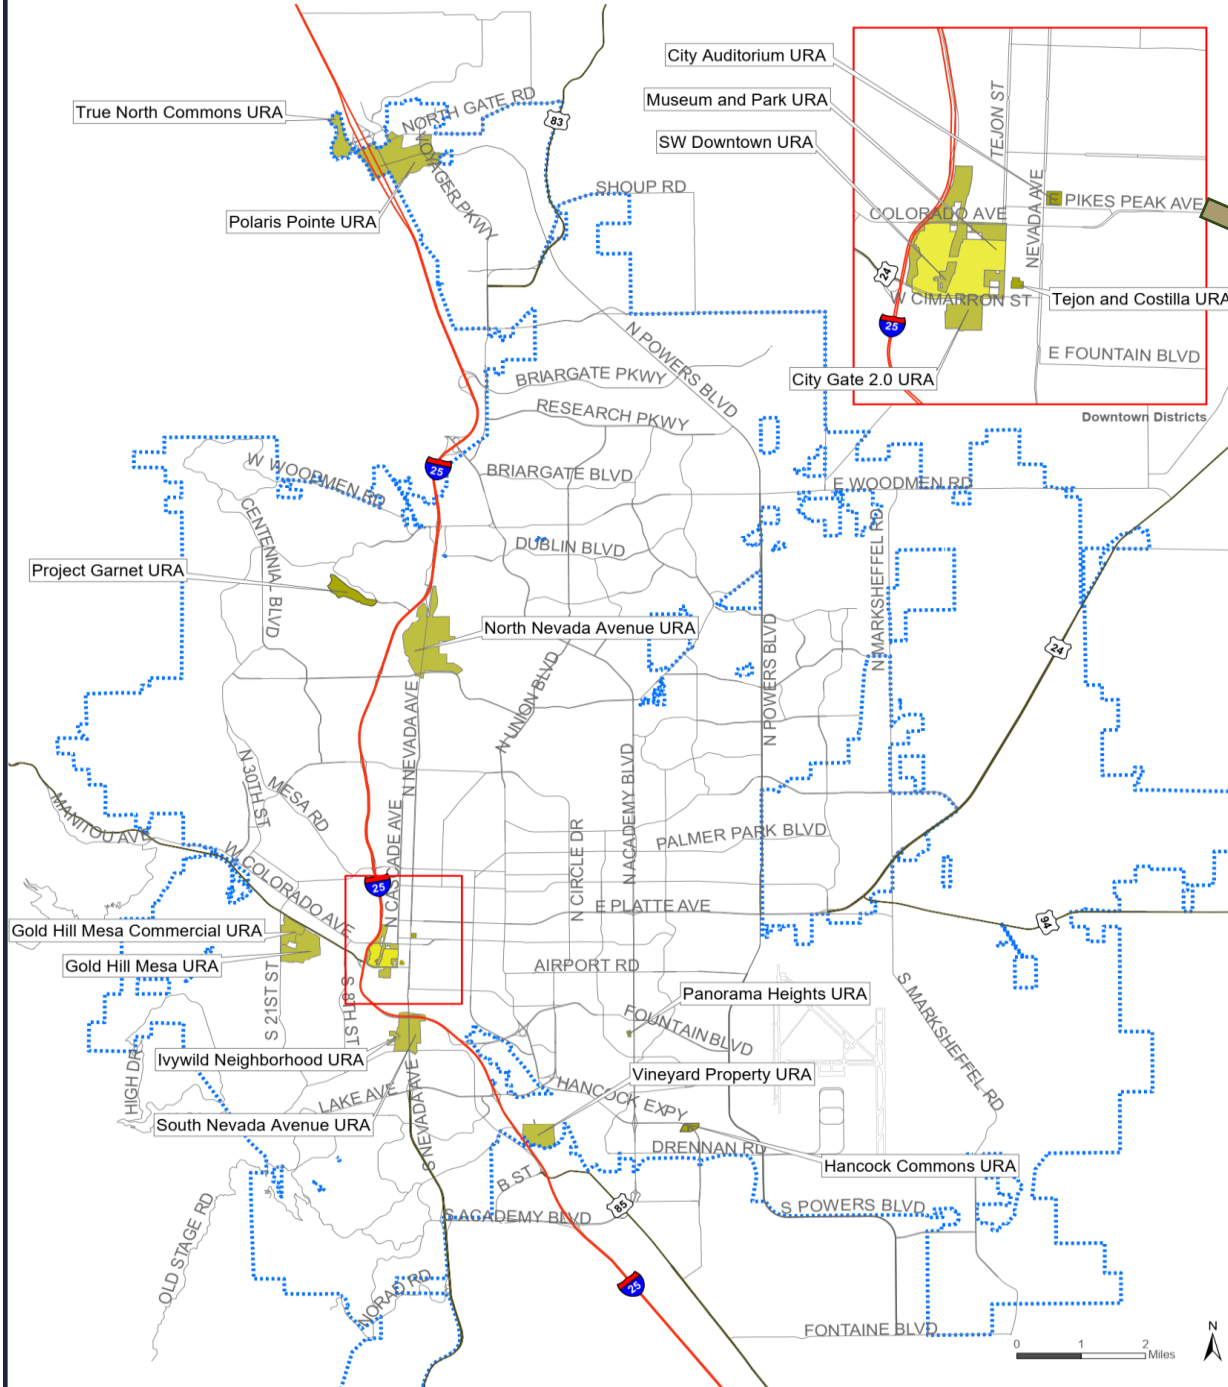 City Auditorium URA
Museum and Park URA
SW Downtown URA
TEJON ST
NEVADA AVE
E PIKES PEAK AVE
COLORADO AVE
24
W CIMARRON ST
Tejon and Costilla URA
25
E FOUNTAIN BLVD
City Gate 2.0 URA
Downtown Districts
True North Commons URA
NORTH GATE RD
83
VOYAGER PKWY
Polaris Pointe URA
SHOUP RD
N POWERS BLVD
BRIARGATE PKWY
RESEARCH PKWY
25
W WOODMEN RD
BRIARGATE BLVD
E WOODMEN RD
CENTENNIAL BLVD
DUBLIN BLVD
N MARKSHEFFEL RD
Project Garnet URA
North Nevada Avenue URA
24
N UNION BLVD
N POWERS BLVD
N NEVADA AVE
N 30TH ST
MESA RD
N ACADEMY BLVD
MANITOU AVE
N CASCADE AVE
N CIRCLE DR
PALMER PARK BLVD
W COLORADO AVE
25
E PLATTE AVE
94
Gold Hill Mesa Commercial URA
Gold Hill Mesa URA
AIRPORT RD
S 21ST ST
S 8TH ST
Panorama Heights URA
FOUNTAIN BLVD
S MARKSHEFFEL RD
Ivywild Neighborhood URA
Vineyard Property URA
HIGH DR
LAKE AVE
HANCOCK EXPY
South Nevada Avenue URA
S NEVADA AVE
DRENNAN RD
Hancock Commons URA
B ST
85
S POWERS BLVD
S ACADEMY BLVD
OLD STAGE RD
NORAD RD
25
FONTAINE BLVD
0 1 2
Miles
N